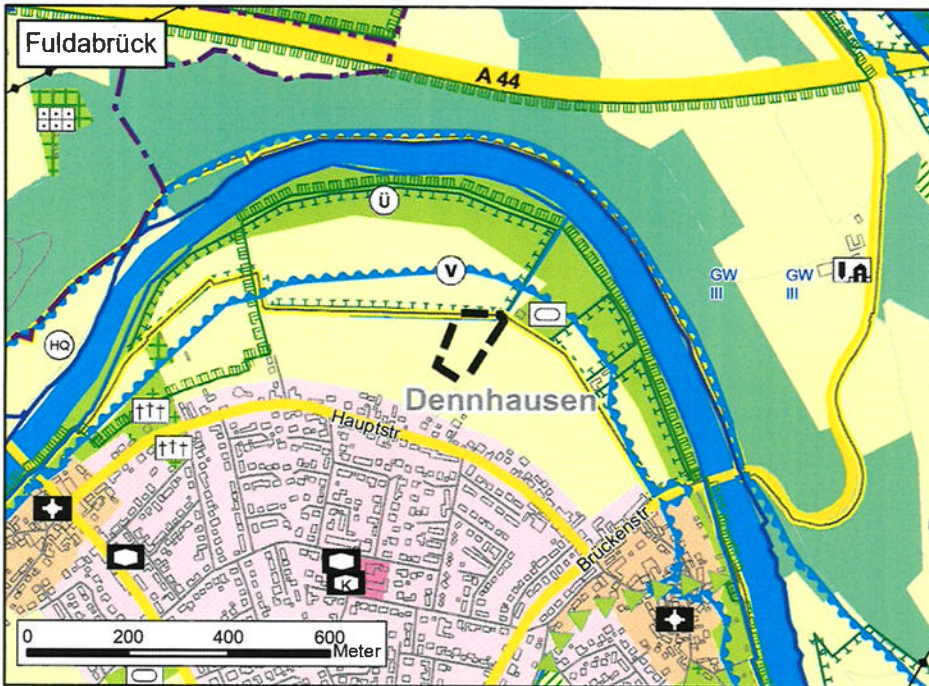 Fuldabrück
A 44
Ü
V
GW
III
GW
III
HQ
Dennhausen
Hauptstr.
Brückenstr.
K
0 200 400 600 Meter